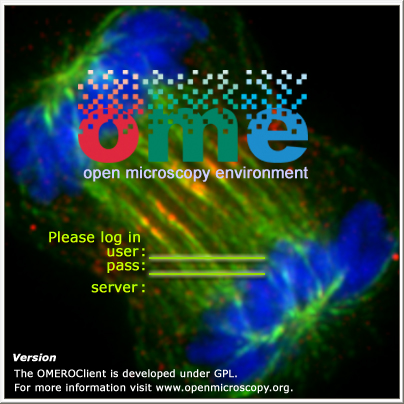 ome
open microscopy environment
Please log in
user:
pass:
server:
Version
The OMEROClient is developed under GPL.
For more information visit www.openmicroscopy.org.